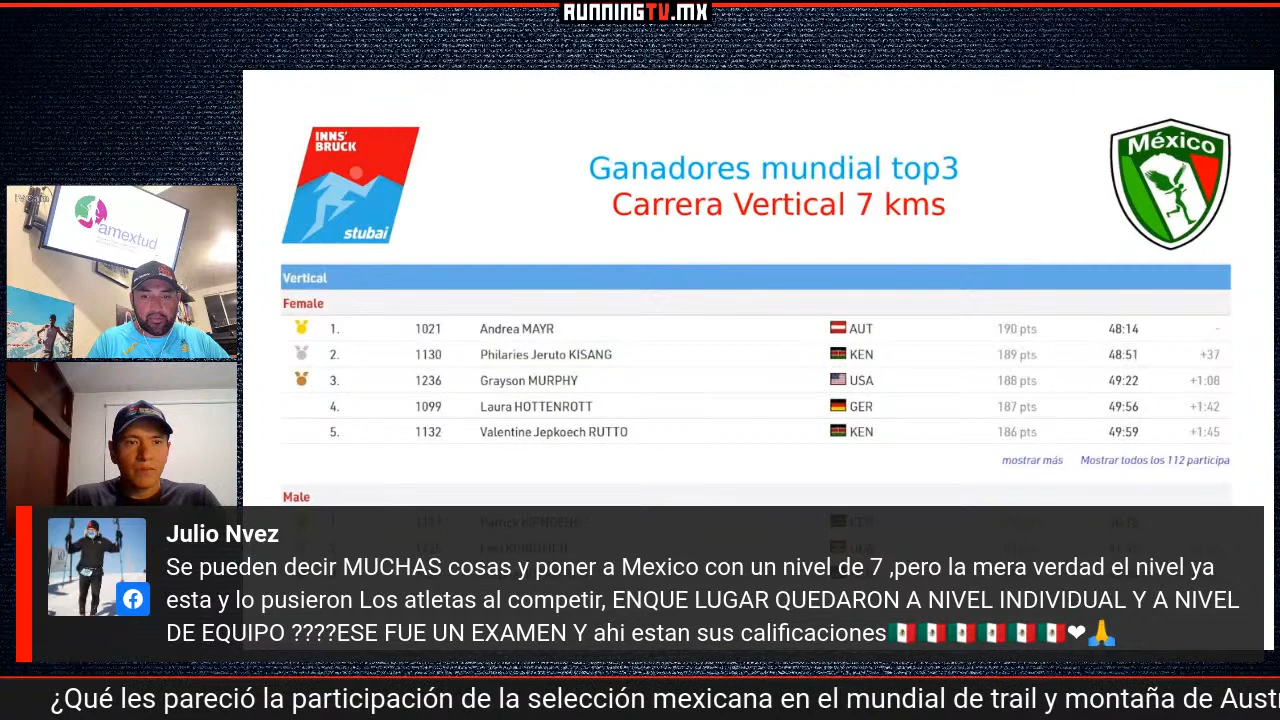 RUNNINGTV.MX
INNS'
BRUCK
stubai
Ganadores mundial top3
Carrera Vertical 7 kms
México
amextud
Vertical
Female
1. 1021 Andrea MAYR AUT 190 pts 48:14 -
2. 1130 Philaries Jeruto KISANG KEN 189 pts 48:51 +37
3. 1236 Grayson MURPHY USA 188 pts 49:22 +1:08
4. 1099 Laura HOTTENROTT GER 187 pts 49:56 +1:42
5. 1132 Valentine Jepkoech RUTTO KEN 186 pts 49:59 +1:45
mostrar más Mostrar todos los 112 participa
Male
Julio Nvez
Se pueden decir MUCHAS cosas y poner a Mexico con un nivel de 7 ,pero la mera verdad el nivel ya
esta y lo pusieron Los atletas al competir, ENQUE LUGAR QUEDARON A NIVEL INDIVIDUAL Y A NIVEL
DE EQUIPO ????ESE FUE UN EXAMEN Y ahi estan sus calificaciones🇲🇽🇲🇽🇲🇽🇲🇽🇲🇽🇲🇽❤🙏
¿Qué les pareció la participación de la selección mexicana en el mundial de trail y montaña de Aust